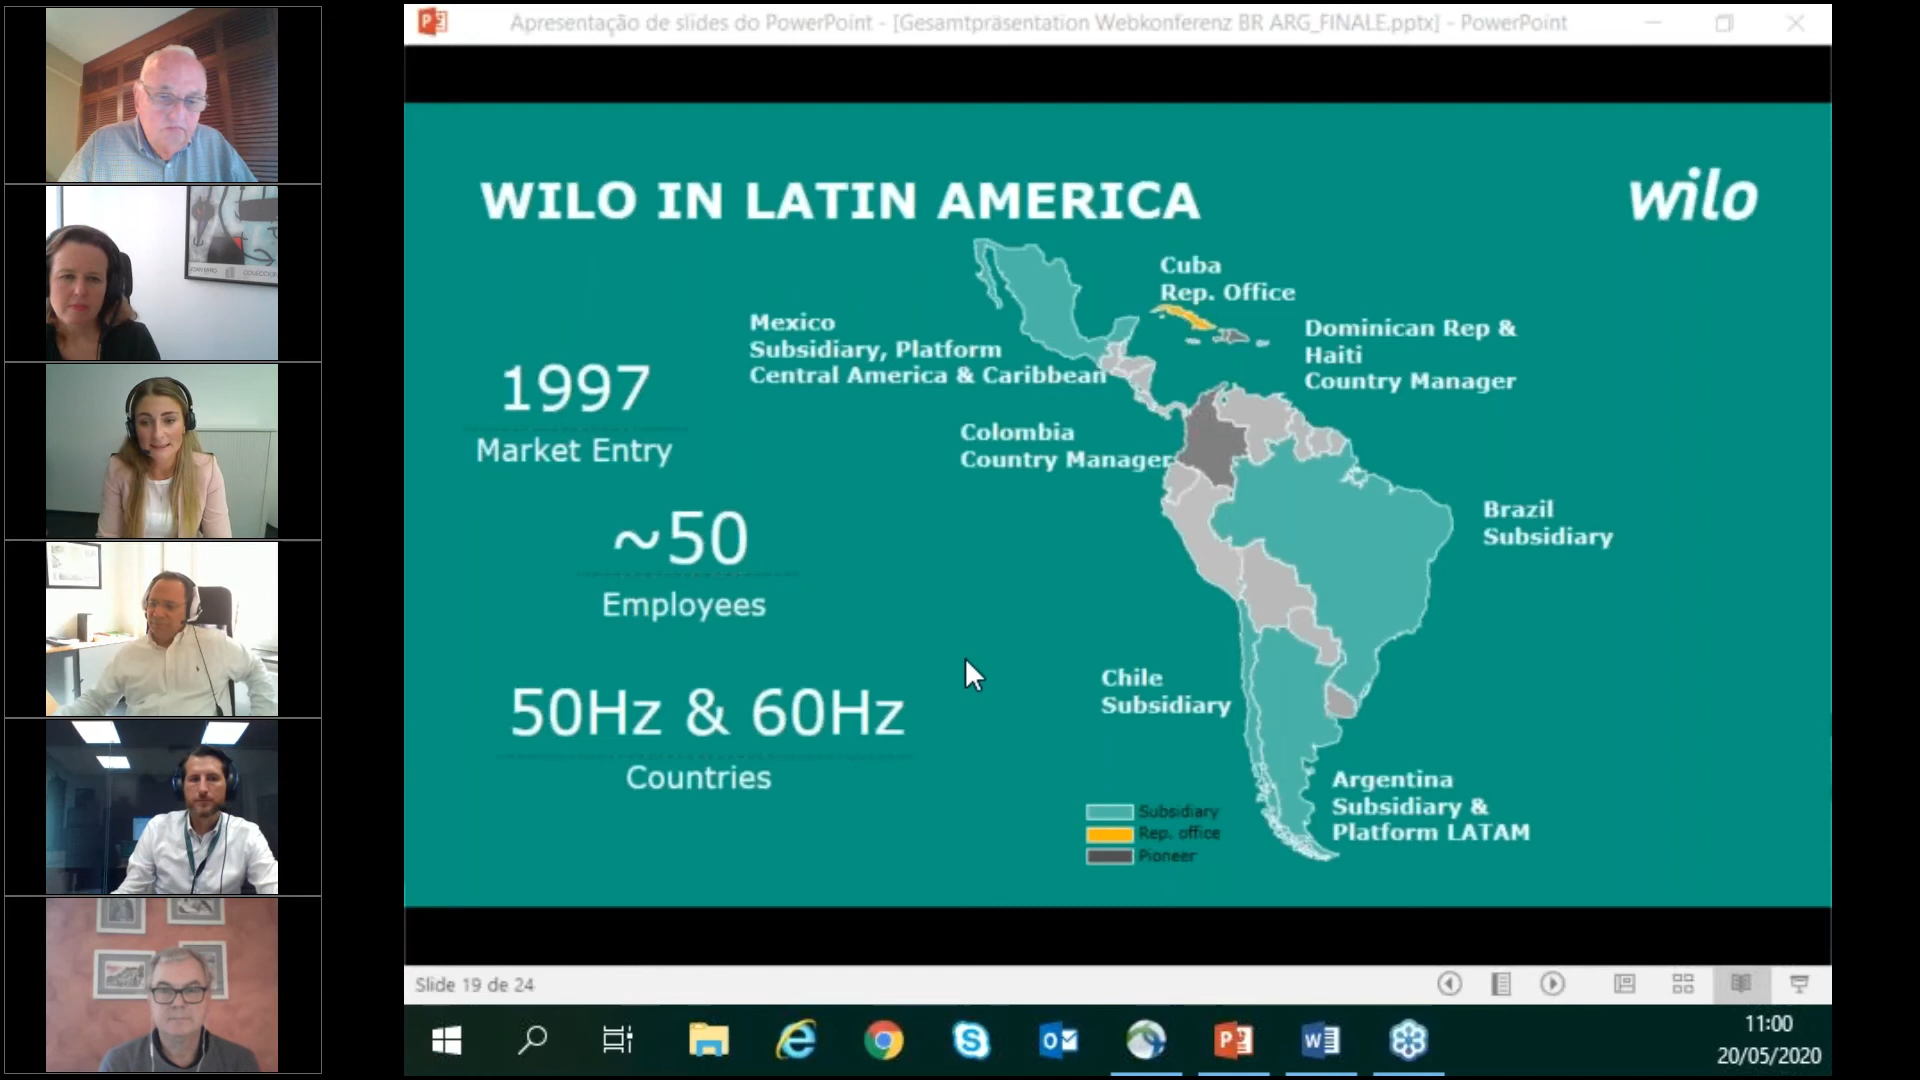 Apresentação de slides do PowerPoint - [Gesamtpräsentation Webkonferenz BR ARG_FINALE.pptx] - PowerPoint
WILO IN LATIN AMERICA
wilo
Cuba
Rep. Office
Mexico
Subsidiary, Platform
Central America & Caribbean
Dominican Rep &
Haiti
Country Manager
1997
Market Entry
Colombia
Country Manager
Brazil
Subsidiary
~50
Employees
Chile
Subsidiary
50Hz & 60Hz
Countries
Argentina
Subsidiary &
Platform LATAM
Subsidiary
Rep. office
Pioneer
Slide 19 de 24
11:00
20/05/2020